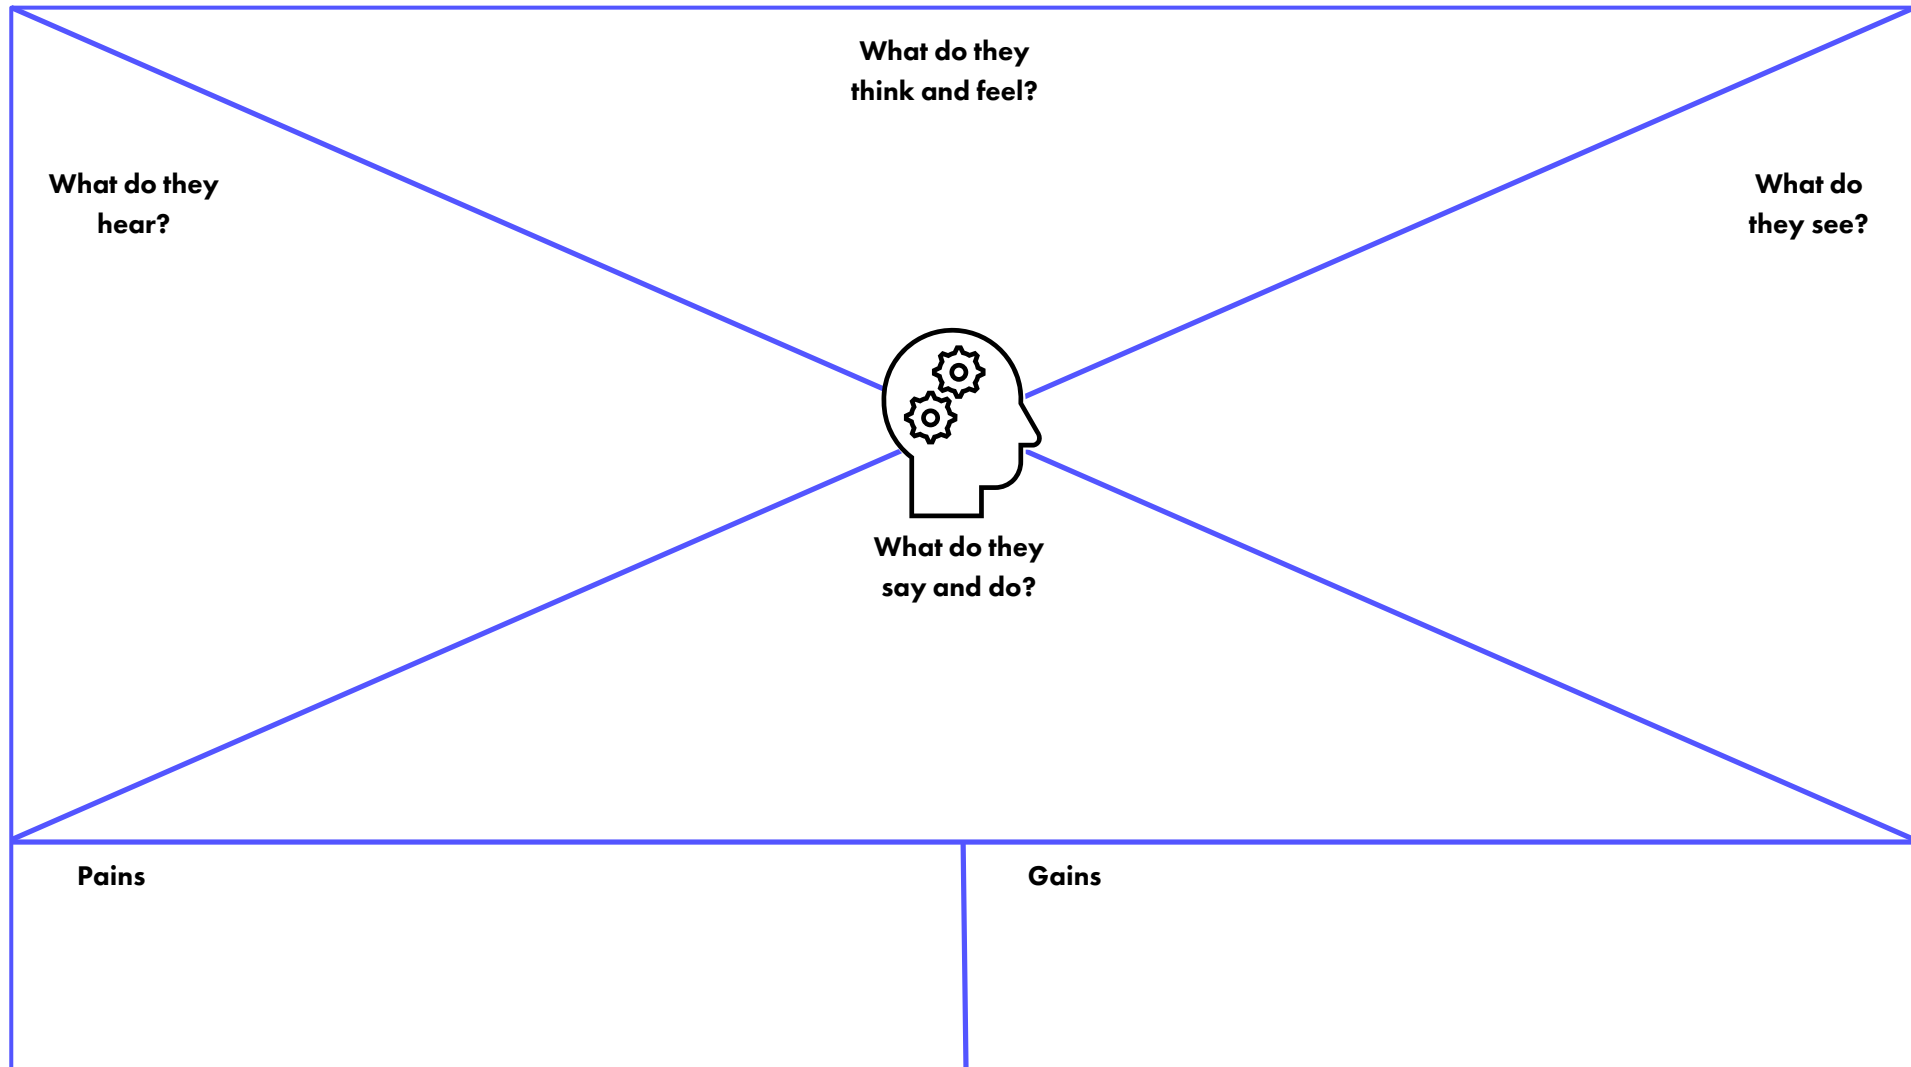 What do they
think and feel?
What do they
hear?
What do
they see?
What do they
say and do?
Pains
Gains